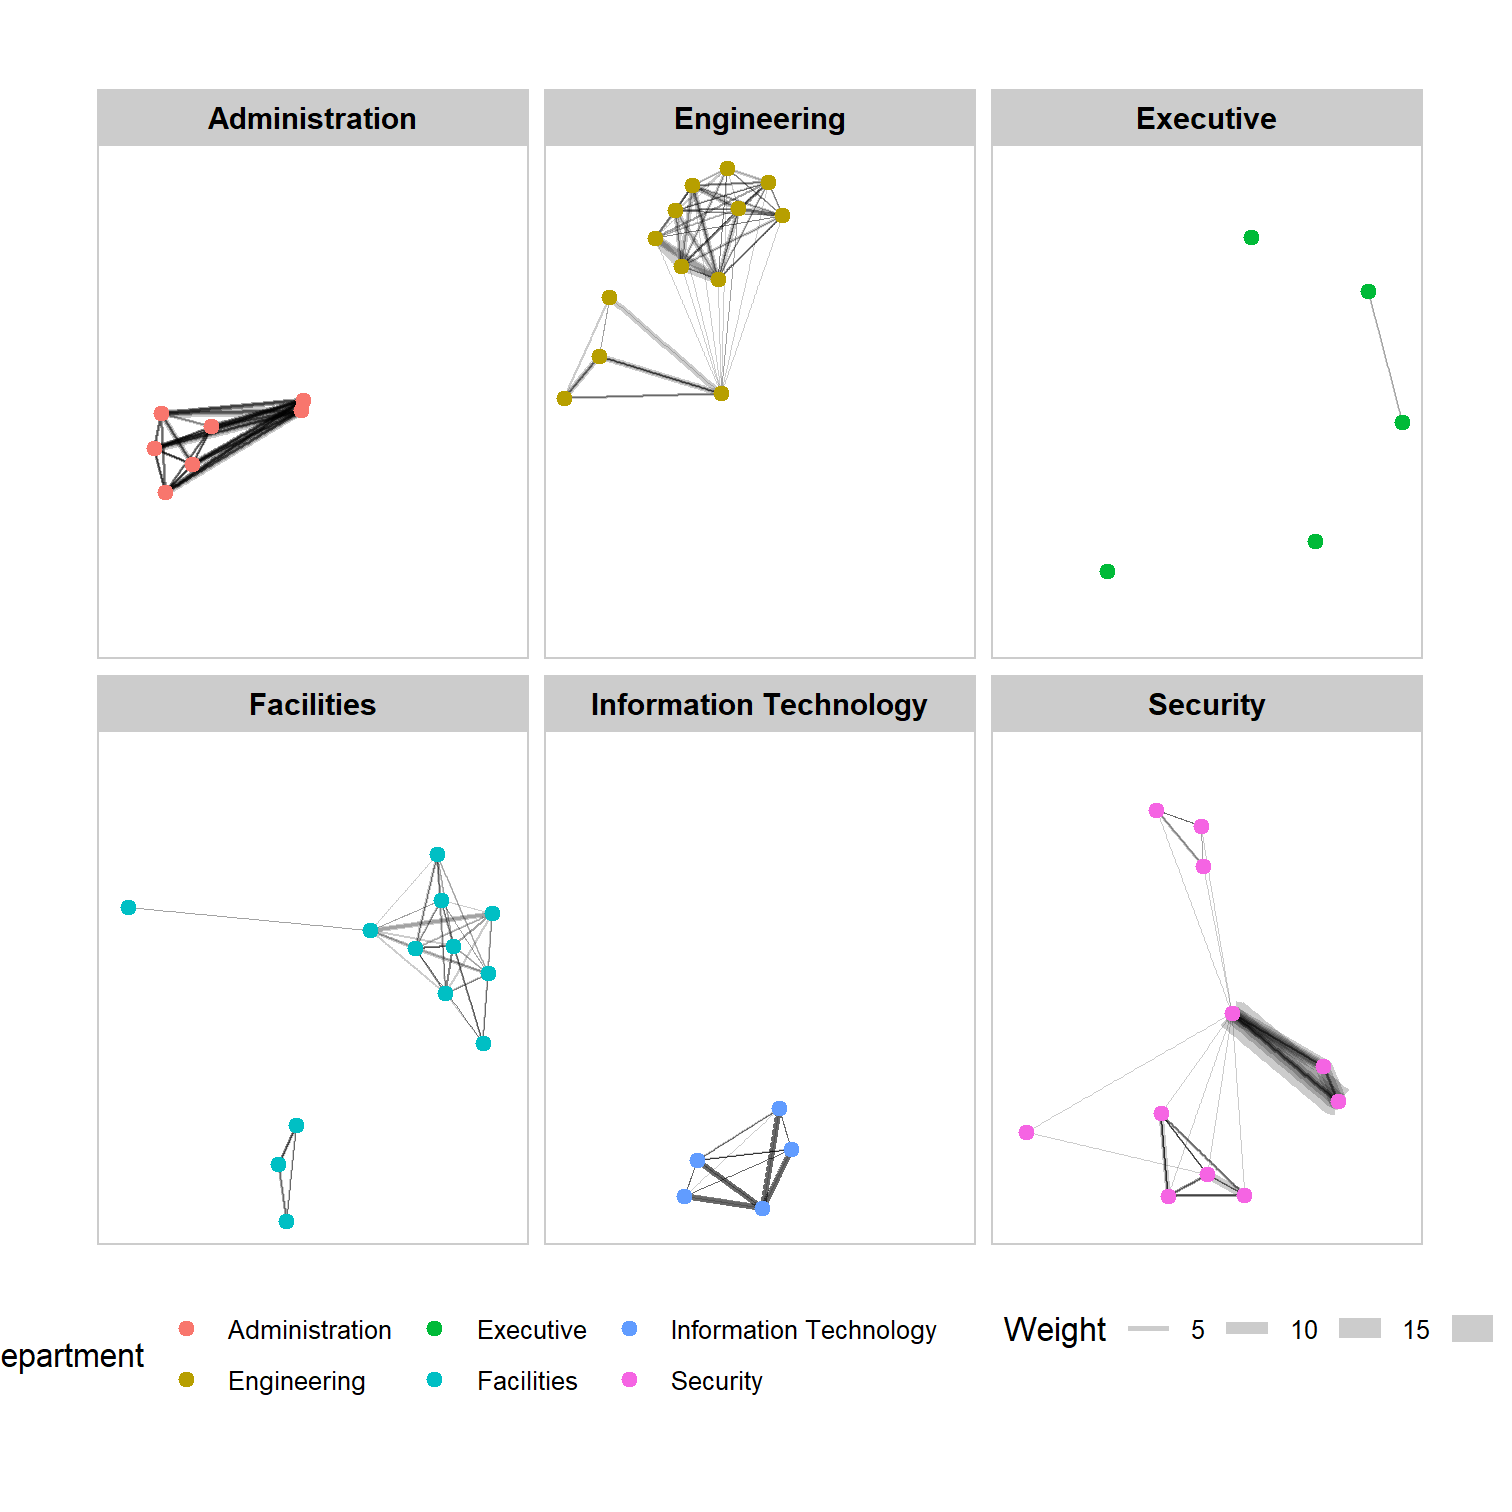 Administration
Engineering
Executive
Facilities
Information Technology
Security
epartment
Administration
Executive
Information Technology
Engineering
Facilities
Security
Weight
5
10
15